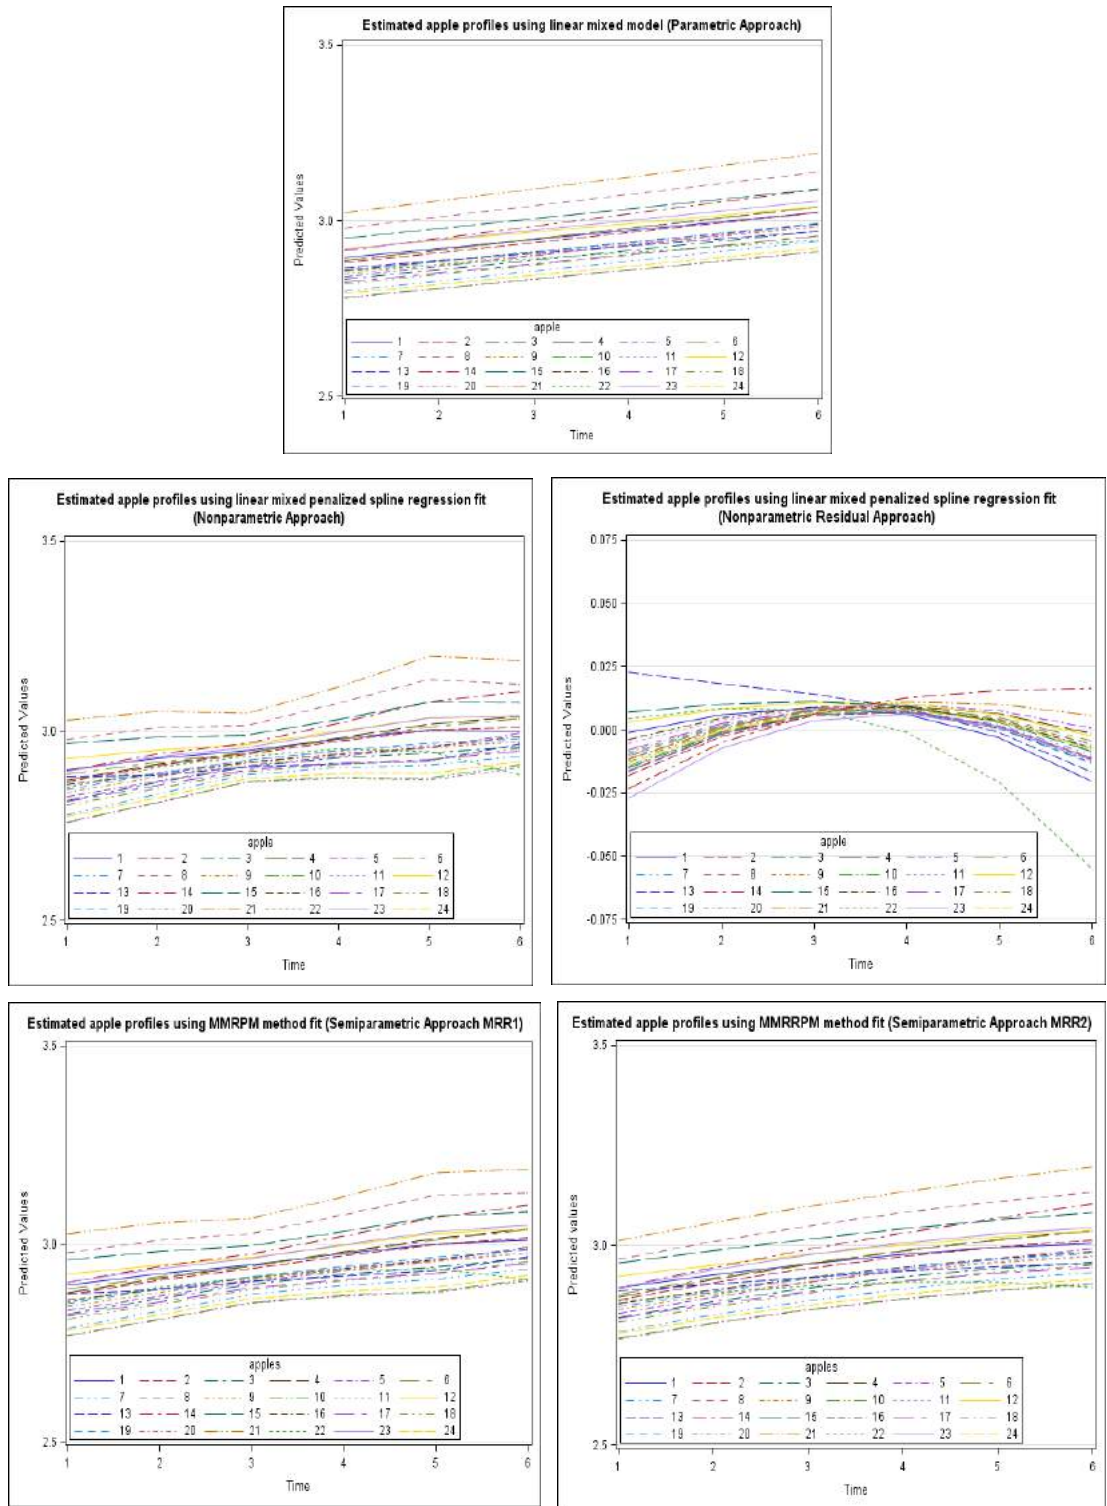 Estimated apple profiles using linear mixed model (Parametric Approach)
3.5
3.0
2.5
Predicted Values
apple
1 2 3 4 5 6
7 8 9 10 11 12
13 14 15 16 17 18
19 20 21 22 23 24
1 2 3 4 5 6
Time
Estimated apple profiles using linear mixed penalized spline regression fit
(Nonparametric Approach)
3.5
3.0
2.5
Predicted Values
apple
1 2 3 4 5 6
7 8 9 10 11 12
13 14 15 16 17 18
19 20 21 22 23 24
1 2 3 4 5 6
Time
Estimated apple profiles using linear mixed penalized spline regression fit
(Nonparametric Residual Approach)
0.075
0.050
0.025
0.000
-0.025
-0.050
-0.075
Predicted Values
apple
1 2 3 4 5 6
7 8 9 10 11 12
13 14 15 16 17 18
19 20 21 22 23 24
1 2 3 4 5 6
Time
Estimated apple profiles using MMRPM method fit (Semiparametric Approach MRR1)
3.5
3.0
2.5
Predicted Values
apples
1 2 3 4 5 6
7 8 9 10 11 12
13 14 15 16 17 18
19 20 21 22 23 24
1 2 3 4 5 6
Time
Estimated apple profiles using MMRRPM method fit (Semiparametric Approach MRR2)
3.5
3.0
2.5
Predicted values
apples
1 2 3 4 5 6
7 8 9 10 11 12
13 14 15 16 17 18
19 20 21 22 23 24
1 2 3 4 5 6
Time